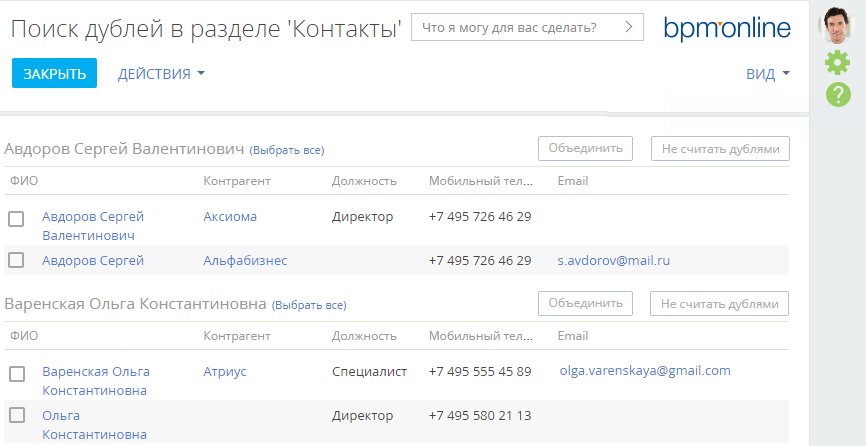 Поиск дублей в разделе 'Контакты' Что я могу для вас сделать? bpmonline
ЗАКРЫТЬ ДЕЙСТВИЯ ВИД
?
Авдоров Сергей Валентинович (Выбрать все) Объединить Не считать дублями
ФИО Контрагент Должность Мобильный тел... Email
Авдоров Сергей Аксиома Директор +7 495 726 46 29
Валентинович
Авдоров Сергей Альфабизнес +7 495 726 46 29 s.avdorov@mail.ru
Варенская Ольга Константиновна (Выбрать все) Объединить Не считать дублями
ФИО Контрагент Должность Мобильный тел... Email
Варенская Ольга Атриус Специалист +7 495 555 45 89 olga.varenskaya@gmail.com
Константиновна
Ольга Директор +7 495 580 21 13
Константиновна